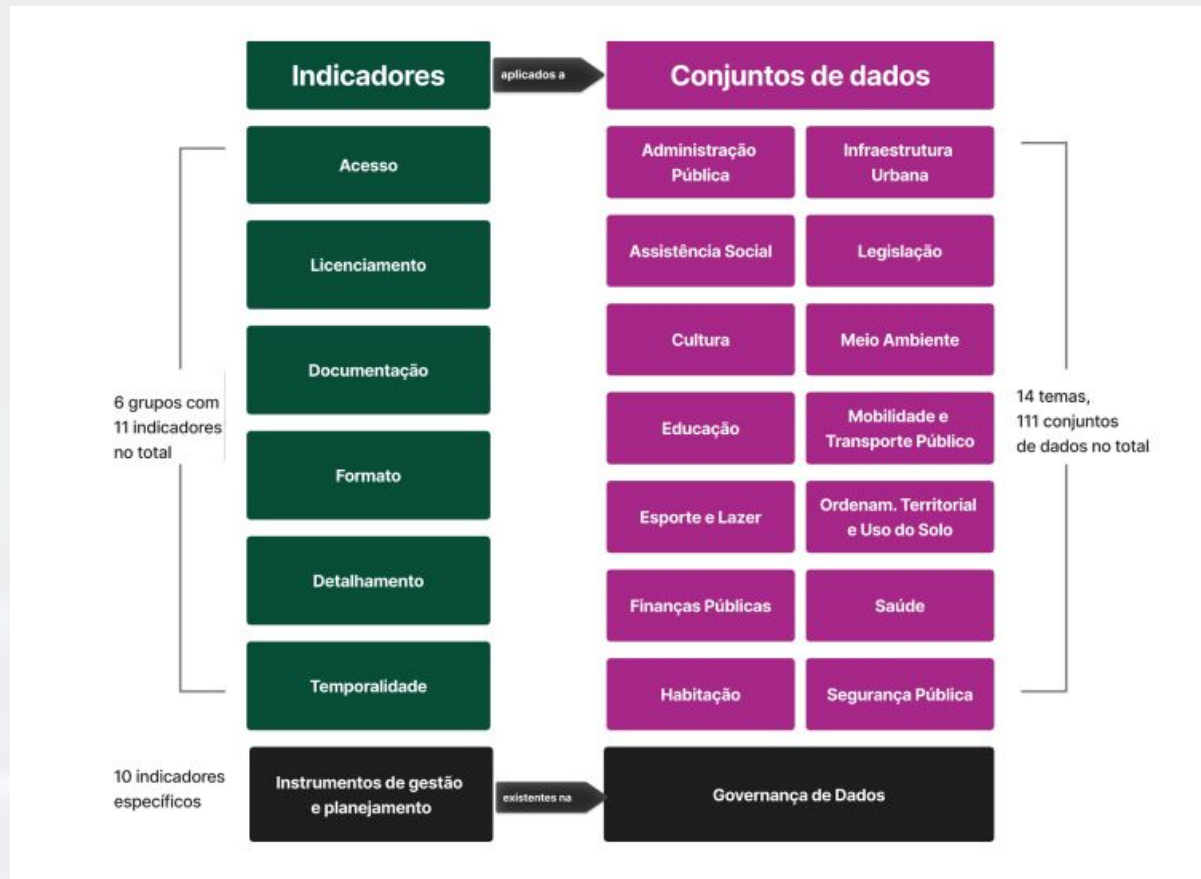 Indicadores
aplicados a
Conjuntos de dados
6 grupos com
11 indicadores
no total
Acesso
Licenciamento
Documentação
Formato
Detalhamento
Temporalidade
Administração
Pública
Infraestrutura
Urbana
Assistência Social
Legislação
Cultura
Meio Ambiente
Educação
Mobilidade e
Transporte Público
Esporte e Lazer
Ordenam. Territorial
e Uso do Solo
Finanças Públicas
Saúde
Habitação
Segurança Pública
14 temas,
111 conjuntos
de dados no total
10 indicadores
específicos
Instrumentos de gestão
e planejamento
existentes na
Governança de Dados